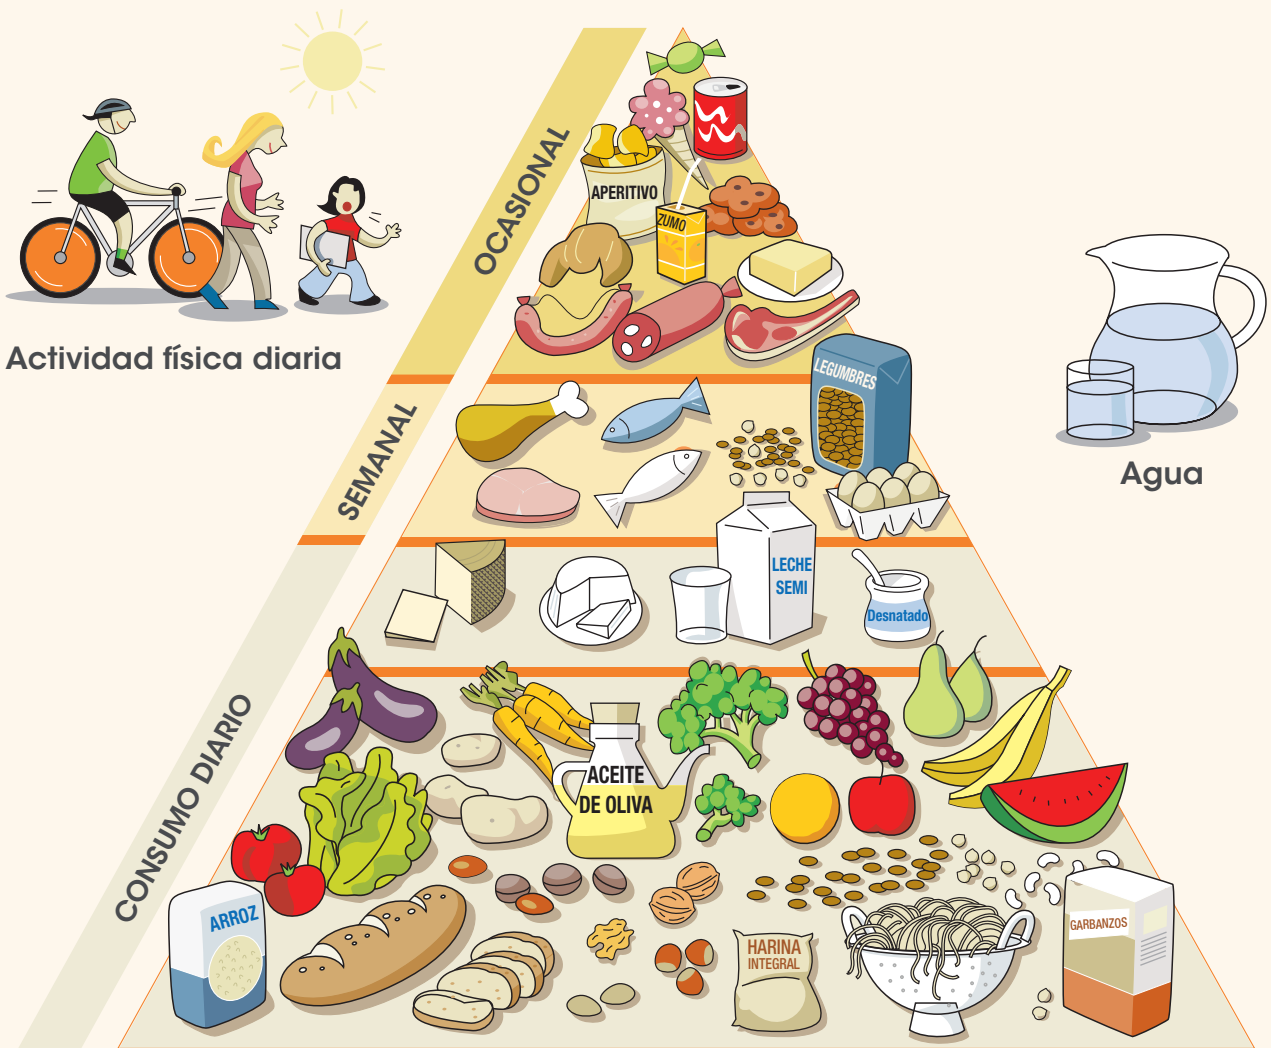 OCASIONAL
APERITIVO
ZUMO
Actividad física diaria
LEGUMBRES
SEMANAL
Agua
LECHE
SEMI
Desnatado
CONSUMO DIARIO
ACEITE
DE OLIVA
ARROZ
GARBANZOS
HARINA
INTEGRAL